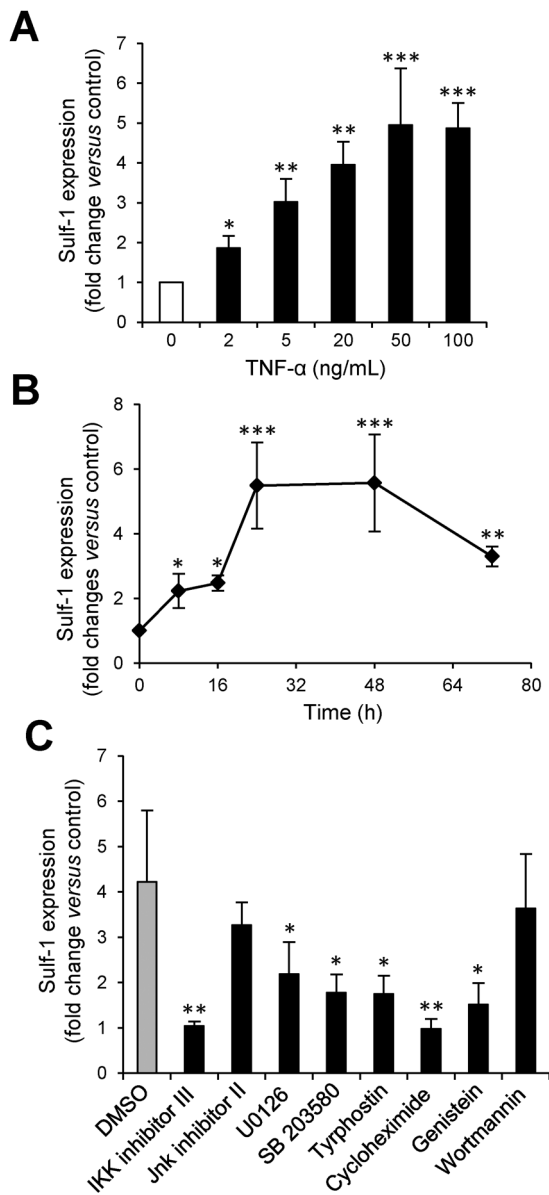 A
Sulf-1 expression
(fold change versus control)
7
6
5
4
3
2
1
0
*
**
**
***
***
0 2 5 20 50 100
TNF-α (ng/mL)
B
Sulf-1 expression
(fold changes versus control)
8
6
4
2
0
*
*
***
***
**
0 16 32 48 64 80
Time (h)
C
Sulf-1 expression
(fold change versus control)
7
6
5
4
3
2
1
0
**
*
*
*
**
*
DMSO
IKK inhibitor III
Jnk inhibitor II
U0126
SB 203580
Tyrphostin
Cycloheximide
Genistein
Wortmannin